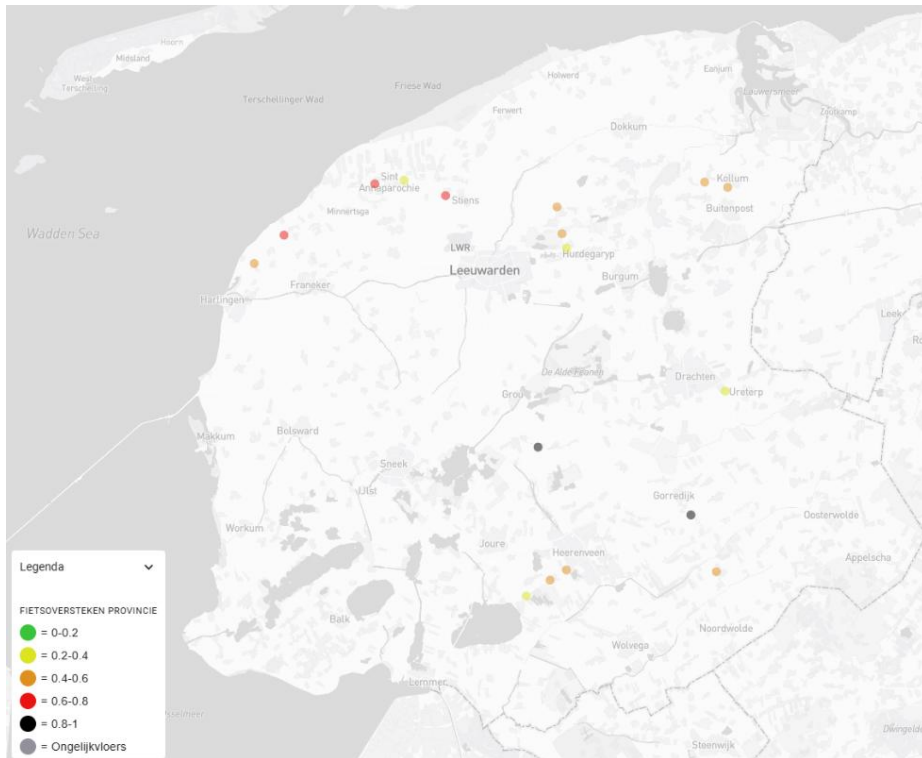 Hoorn
Midsland
West-
Terschelling
Terschellinger Wad
Friese Wad
Holwerd
Eanjum
Lauwersmeer
Zoutkamp
Ferwert
Dokkum
Sint
Annaparochie
Stiens
Kollum
Buitenpost
Minnertsga
Wadden Sea
LWR
Leeuwarden
Hurdegaryp
Burgum
Franeker
Harlingen
Leek
De Alde Feanen
Drachten
Ureterp
Grou
Makkum
Bolsward
Sneek
IJlst
Gorredijk
Oosterwolde
Workum
Joure
Heerenveen
Appelscha
Balk
Noordwolde
Wolvega
Lemmer
Steenwijk
Legenda
FIETSOVERSTEKEN PROVINCIE
= 0-0.2
= 0.2-0.4
= 0.4-0.6
= 0.6-0.8
= 0.8-1
= Ongelijkvloers